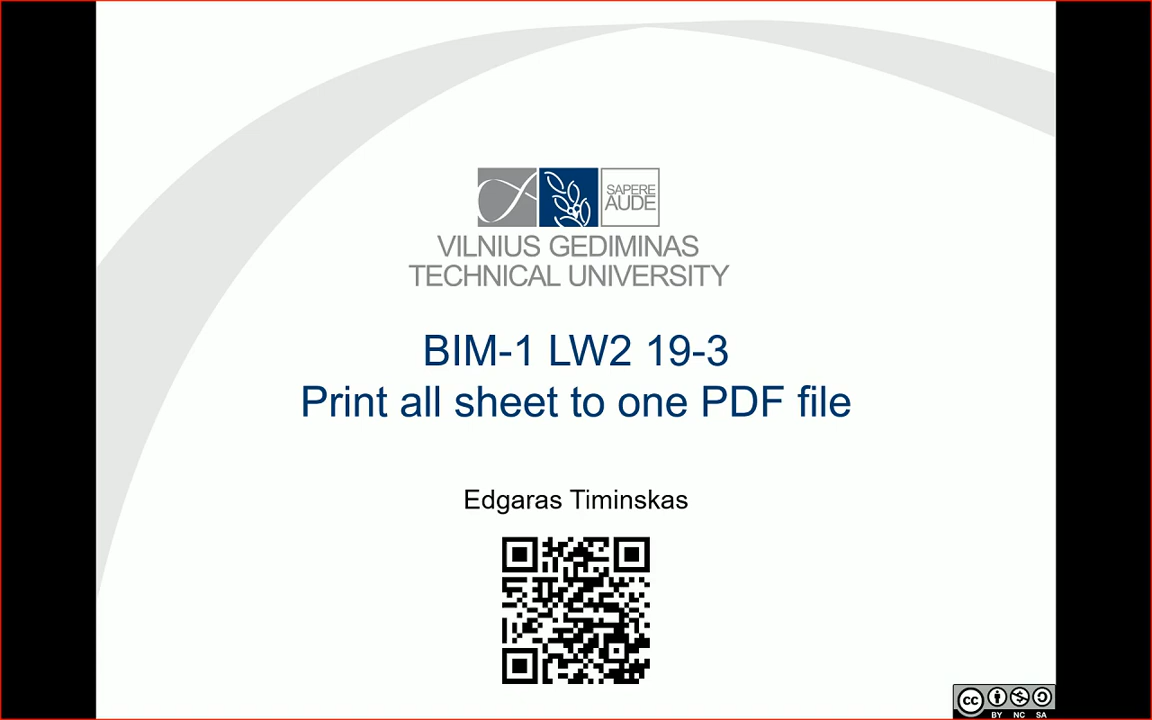 SAPERE
AUDE
VILNIUS GEDIMINAS
TECHNICAL UNIVERSITY
BIM-1 LW2 19-3
Print all sheet to one PDF file
Edgaras Timinskas
cc
BY NC SA